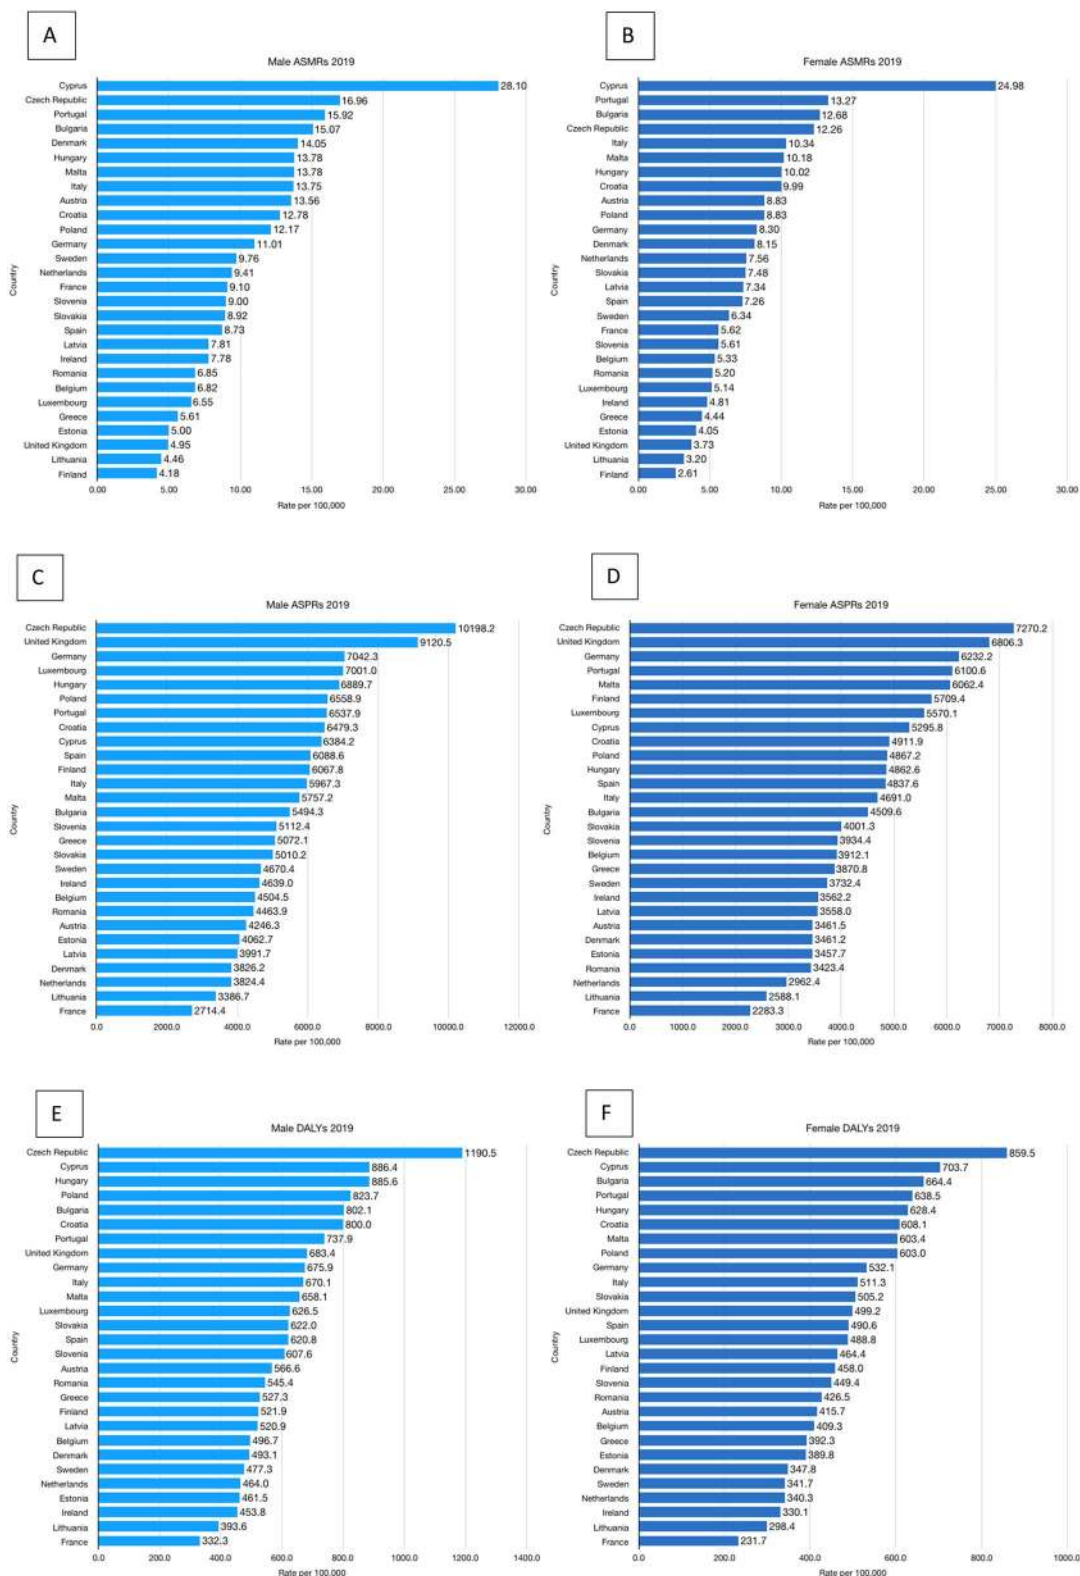 A
Male ASMRs 2019
Country
Cyprus 28.10
Czech Republic 16.96
Portugal 15.92
Bulgaria 15.07
Denmark 14.05
Hungary 13.78
Malta 13.78
Italy 13.75
Austria 13.56
Croatia 12.78
Poland 12.17
Germany 11.01
Sweden 9.76
Netherlands 9.41
France 9.10
Slovenia 9.00
Slovakia 8.92
Spain 8.73
Latvia 7.81
Ireland 7.78
Romania 6.85
Belgium 6.82
Luxembourg 6.55
Greece 5.61
Estonia 5.00
United Kingdom 4.95
Lithuania 4.46
Finland 4.18
0.00 5.00 10.00 15.00 20.00 25.00 30.00
Rate per 100,000
B
Female ASMRs 2019
Country
Cyprus 24.98
Portugal 13.27
Bulgaria 12.68
Czech Republic 12.26
Italy 10.34
Malta 10.18
Hungary 10.02
Croatia 9.99
Austria 8.83
Poland 8.83
Germany 8.30
Denmark 8.15
Netherlands 7.56
Slovakia 7.48
Latvia 7.34
Spain 7.26
Sweden 6.34
France 5.62
Slovenia 5.61
Belgium 5.33
Romania 5.20
Luxembourg 5.14
Ireland 4.81
Greece 4.44
Estonia 4.05
United Kingdom 3.73
Lithuania 3.20
Finland 2.61
0.00 5.00 10.00 15.00 20.00 25.00 30.00
Rate per 100,000
C
Male ASPRs 2019
Country
Czech Republic 10198.2
United Kingdom 9120.5
Germany 7042.3
Luxembourg 7001.0
Hungary 6889.7
Poland 6558.9
Portugal 6537.9
Croatia 6479.3
Cyprus 6384.2
Spain 6088.6
Finland 6067.8
Italy 5967.3
Malta 5757.2
Bulgaria 5494.3
Slovenia 5112.4
Greece 5072.1
Slovakia 5010.2
Sweden 4670.4
Ireland 4639.0
Belgium 4504.5
Romania 4463.9
Austria 4246.3
Estonia 4062.7
Latvia 3991.7
Denmark 3826.2
Netherlands 3824.4
Lithuania 3386.7
France 2714.4
0.0 2000.0 4000.0 6000.0 8000.0 10000.0 12000.0
Rate per 100,000
D
Female ASPRs 2019
Country
Czech Republic 7270.2
United Kingdom 6806.3
Germany 6232.2
Portugal 6100.6
Malta 6062.4
Finland 5709.4
Luxembourg 5570.1
Cyprus 5295.8
Croatia 4911.9
Poland 4867.2
Hungary 4862.6
Spain 4837.6
Italy 4691.0
Bulgaria 4509.6
Slovakia 4001.3
Slovenia 3934.4
Belgium 3912.1
Greece 3870.8
Sweden 3732.4
Ireland 3562.2
Latvia 3558.0
Austria 3461.5
Denmark 3461.2
Estonia 3457.7
Romania 3423.4
Netherlands 2962.4
Lithuania 2588.1
France 2283.3
0.0 1000.0 2000.0 3000.0 4000.0 5000.0 6000.0 7000.0 8000.0
Rate per 100,000
E
Male DALYs 2019
Country
Czech Republic 1190.5
Cyprus 886.4
Hungary 885.6
Poland 823.7
Bulgaria 802.1
Croatia 800.0
Portugal 737.9
United Kingdom 683.4
Germany 675.9
Italy 670.1
Malta 658.1
Luxembourg 626.5
Slovakia 622.0
Spain 620.8
Slovenia 607.6
Austria 566.6
Romania 545.4
Greece 527.3
Finland 521.9
Latvia 520.9
Belgium 496.7
Denmark 493.1
Sweden 477.3
Netherlands 464.0
Estonia 461.5
Ireland 453.8
Lithuania 393.6
France 332.3
0.0 200.0 400.0 600.0 800.0 1000.0 1200.0 1400.0
Rate per 100,000
F
Female DALYs 2019
Country
Czech Republic 859.5
Cyprus 703.7
Bulgaria 664.4
Portugal 638.5
Hungary 628.4
Croatia 608.1
Malta 603.4
Poland 603.0
Germany 532.1
Italy 511.3
Slovakia 505.2
United Kingdom 499.2
Spain 490.6
Luxembourg 488.8
Latvia 464.4
Finland 458.0
Slovenia 449.4
Romania 426.5
Austria 415.7
Belgium 409.3
Greece 392.3
Estonia 389.8
Denmark 347.8
Sweden 341.7
Netherlands 340.3
Ireland 330.1
Lithuania 298.4
France 231.7
0.0 200.0 400.0 600.0 800.0 1000.0
Rate per 100,000